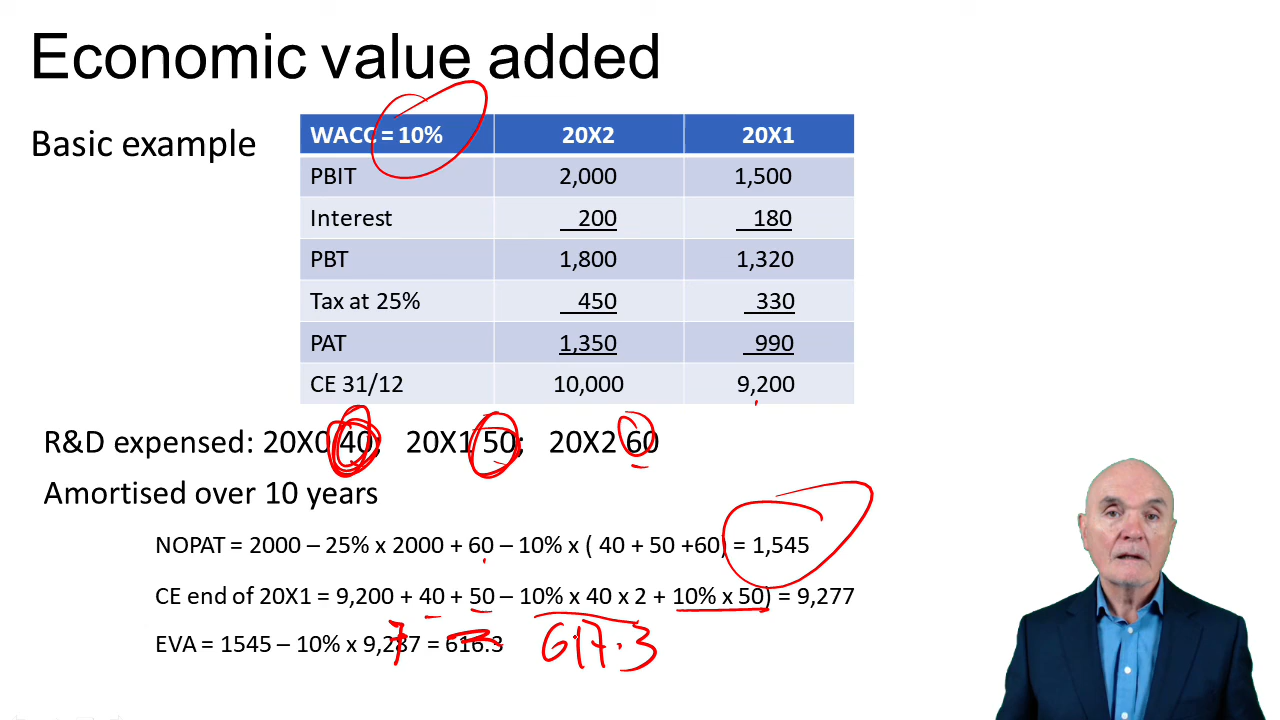 Economic value added
Basic example
WACC = 10% 20X2 20X1
PBIT 2,000 1,500
Interest 200 180
PBT 1,800 1,320
Tax at 25% 450 330
PAT 1,350 990
CE 31/12 10,000 9,200
R&D expensed: 20X0 40; 20X1 50; 20X2 60
Amortised over 10 years
NOPAT = 2000 – 25% x 2000 + 60 – 10% x ( 40 + 50 +60) = 1,545
CE end of 20X1 = 9,200 + 40 + 50 – 10% x 40 x 2 + 10% x 50) = 9,277
EVA = 1545 – 10% x 9,287 = 616.3 617.3
7